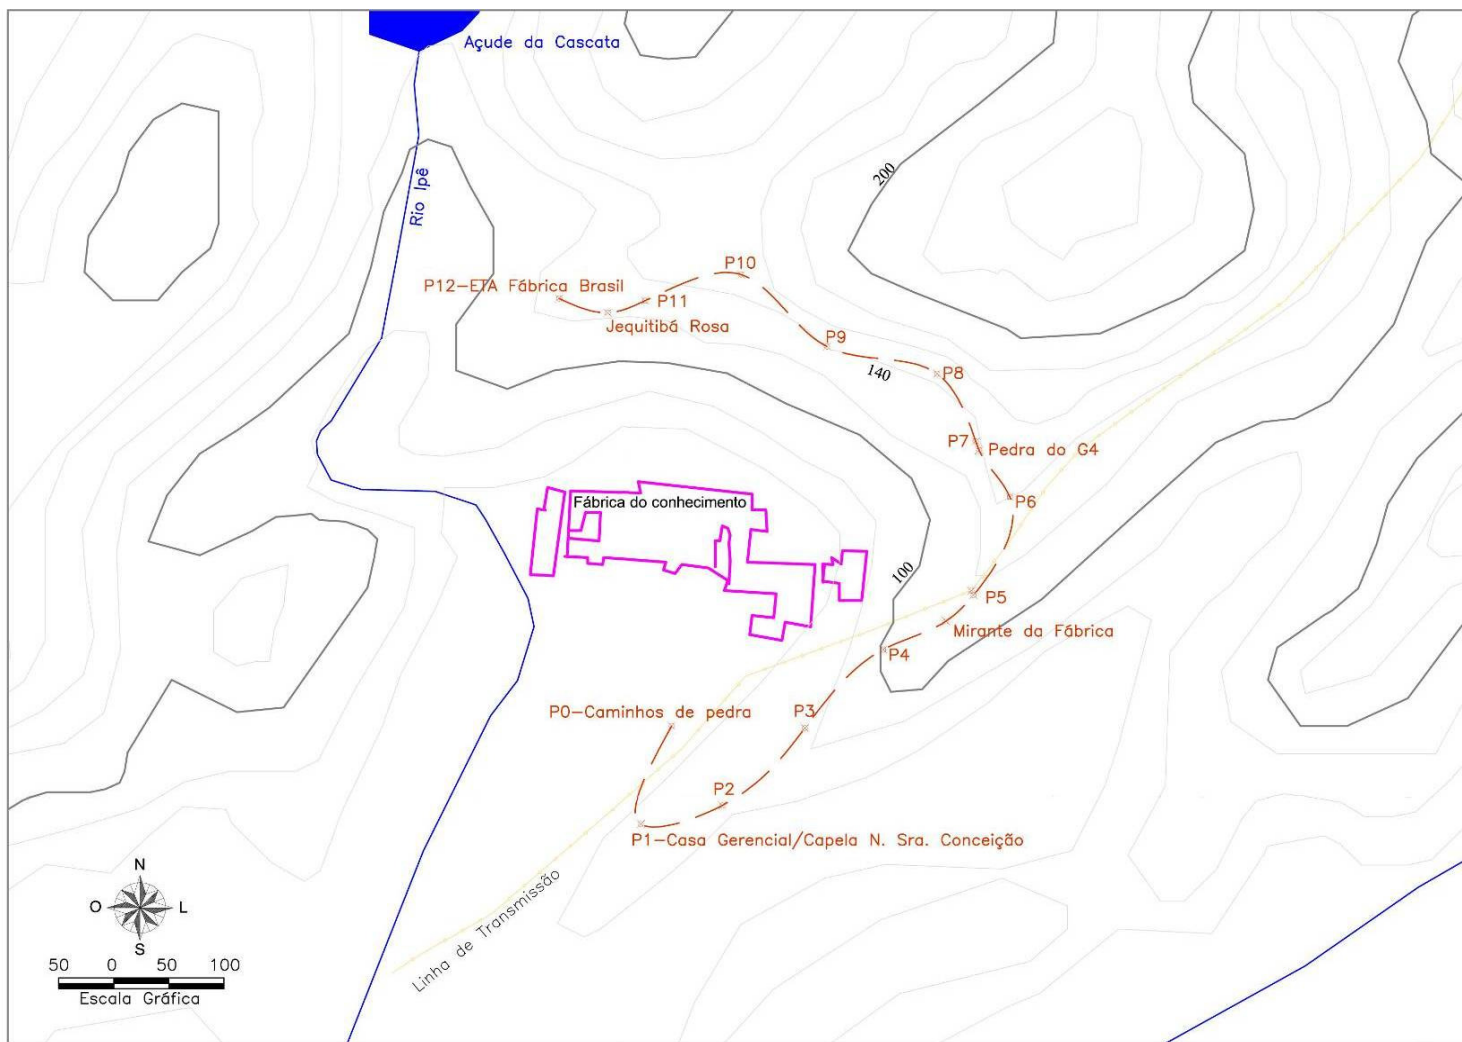 Açude da Cascata
Rio Ipê
200
P10
P12-ETA Fábrica Brasil
P11
Jequitibá Rosa
P9
140
P8
P7
Pedra do G4
P6
Fábrica do conhecimento
100
P5
Mirante da Fábrica
P4
P0-Caminhos de pedra
P3
P2
P1-Casa Gerencial/Capela N. Sra. Conceição
Linha de Transmissão
N
O L
S
50 0 50 100
Escala Gráfica